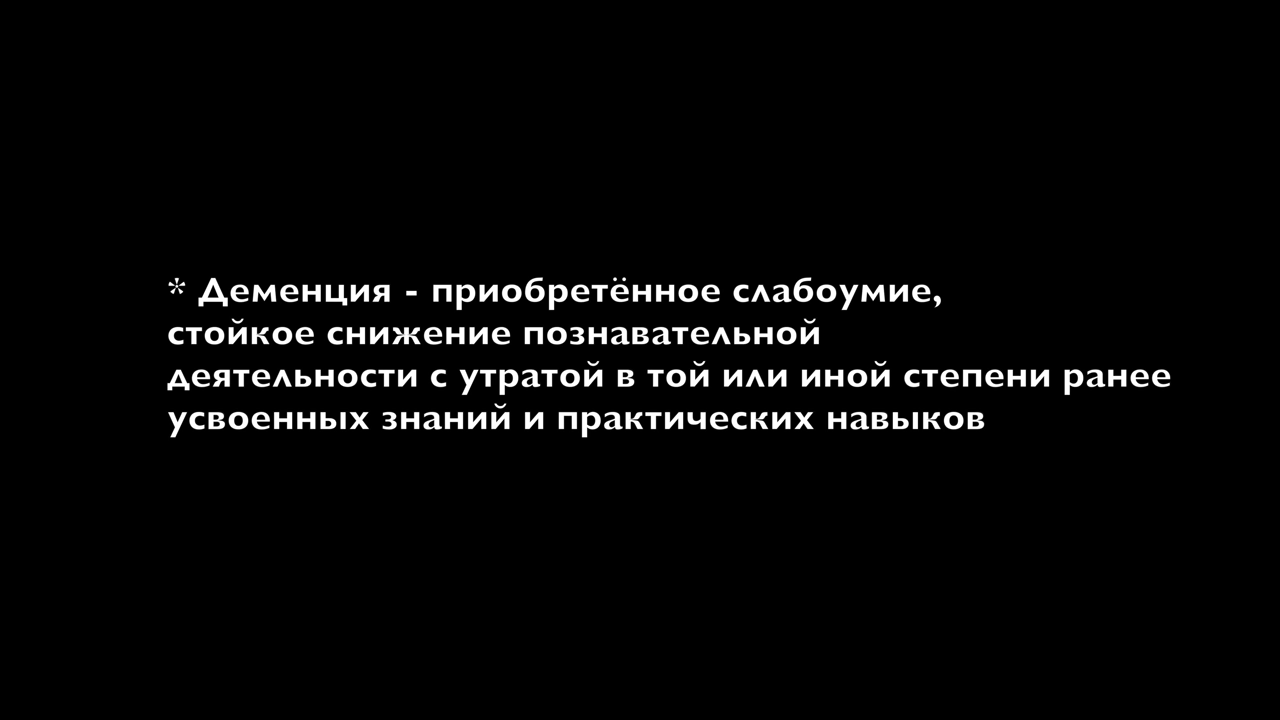 * Деменция - приобретённое слабоумие,
стойкое снижение познавательной
деятельности с утратой в той или иной степени ранее
усвоенных знаний и практических навыков